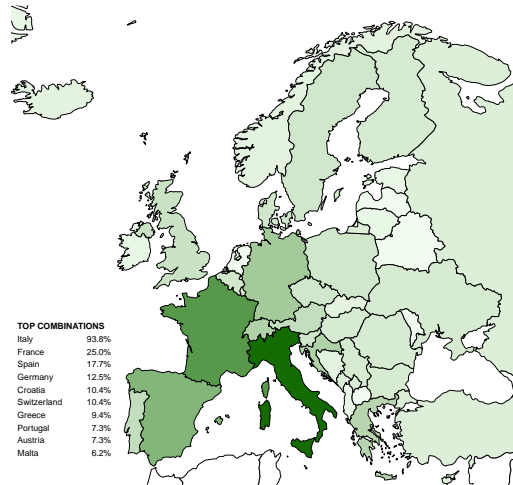 TOP COMBINATIONS
Italy 93.8%
France 25.0%
Spain 17.7%
Germany 12.5%
Croatia 10.4%
Switzerland 10.4%
Greece 9.4%
Portugal 7.3%
Austria 7.3%
Malta 6.2%